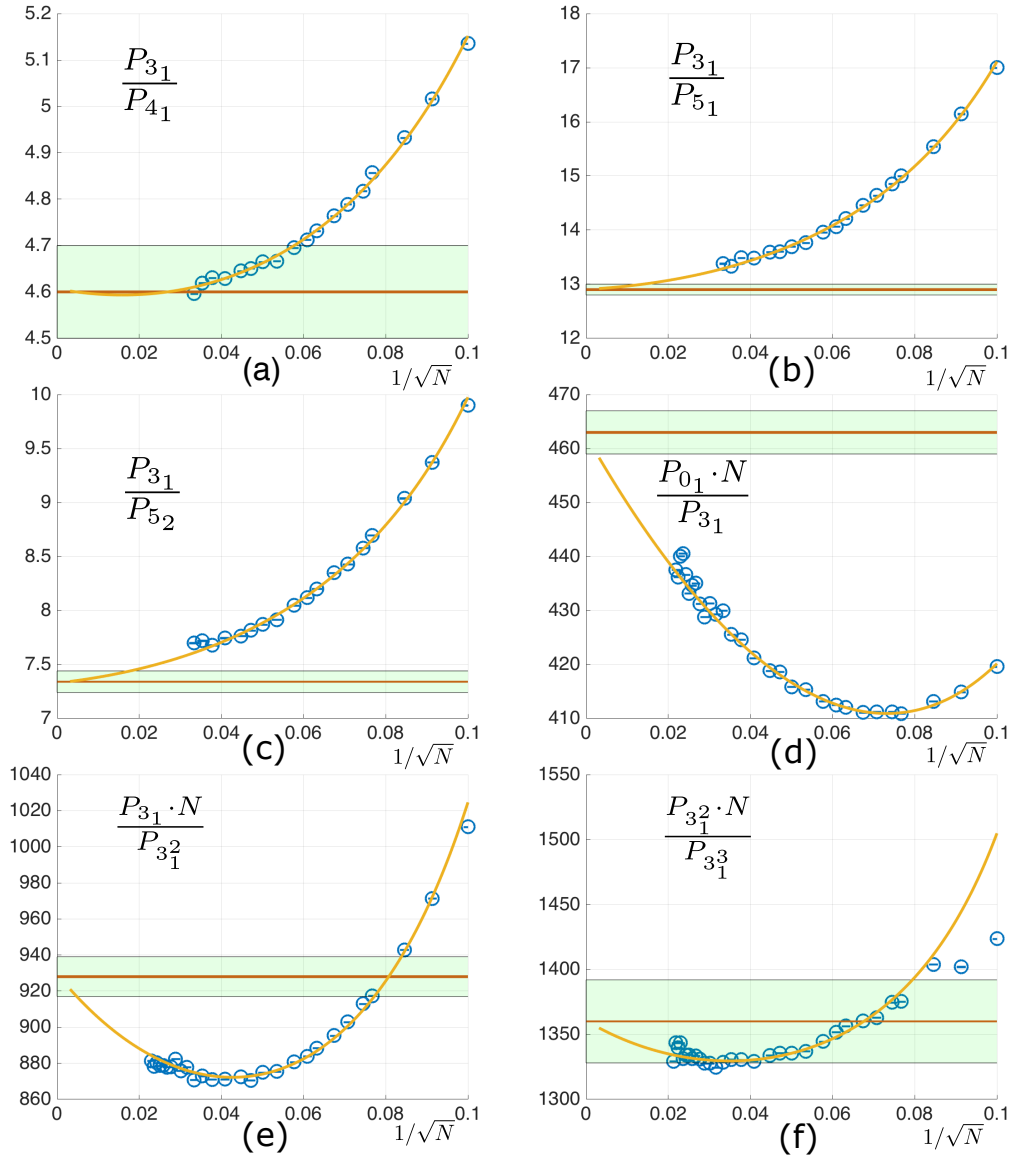 5.2
5.1
5
4.9
4.8
4.7
4.6
4.5
P_{3_1}
P_{4_1}
0 0.02 0.04 0.06 0.08 0.1
(a)
1/√N
18
17
16
15
14
13
12
P_{3_1}
P_{5_1}
0 0.02 0.04 0.06 0.08 0.1
(b)
1/√N
10
9.5
9
8.5
8
7.5
7
P_{3_1}
P_{5_2}
0 0.02 0.04 0.06 0.08 0.1
(c)
1/√N
470
460
450
440
430
420
410
P_{0_1}·N
P_{3_1}
0 0.02 0.04 0.06 0.08 0.1
(d)
1/√N
1040
1020
1000
980
960
940
920
900
880
860
P_{3_1}·N
P_{3_1^2}
0 0.02 0.04 0.06 0.08 0.1
(e)
1/√N
1550
1500
1450
1400
1350
1300
P_{3_1^2}·N
P_{3_1^3}
0 0.02 0.04 0.06 0.08 0.1
(f)
1/√N